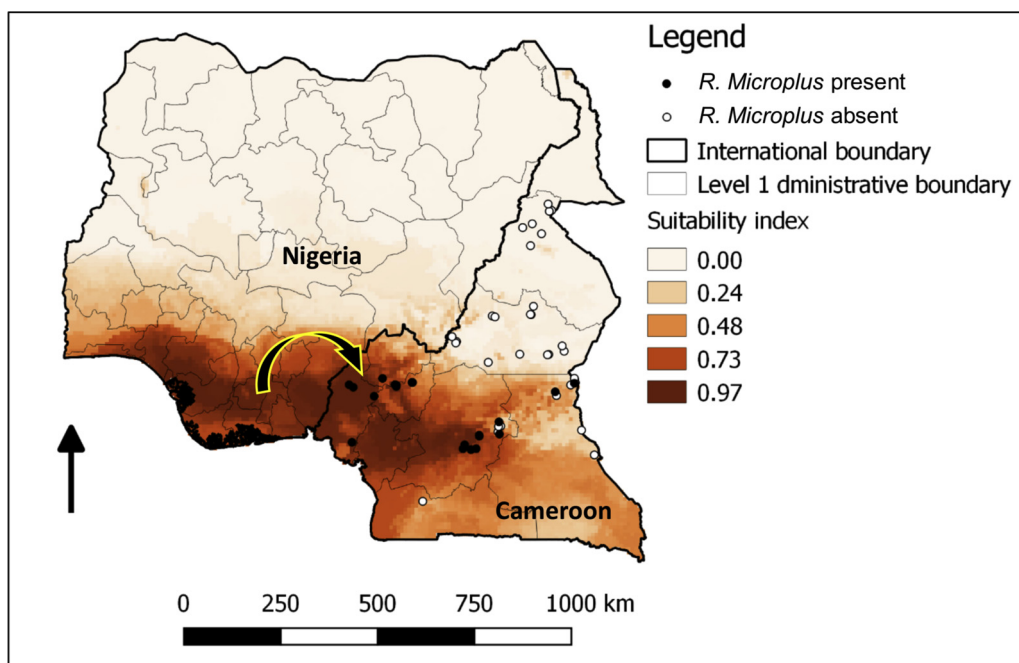 Legend
R. Microplus present
R. Microplus absent
International boundary
Level 1 dministrative boundary
Suitability index
0.00
0.24
0.48
0.73
0.97
Nigeria
Cameroon
0 250 500 750 1000 km